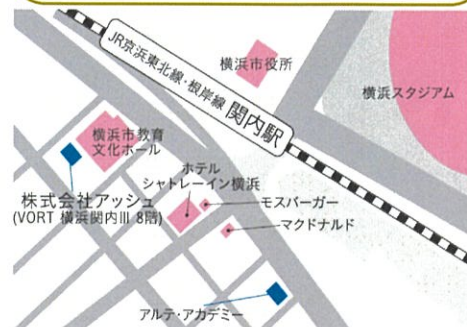 JR京浜東北線・根岸線 関内駅
横浜市役所
横浜スタジアム
横浜市教育
文化ホール
ホテル
シャトレーイン横浜
モスバーガー
マクドナルド
株式会社アッシュ
(VORT 横浜関内Ⅲ 8階)
アルテ・アカデミー